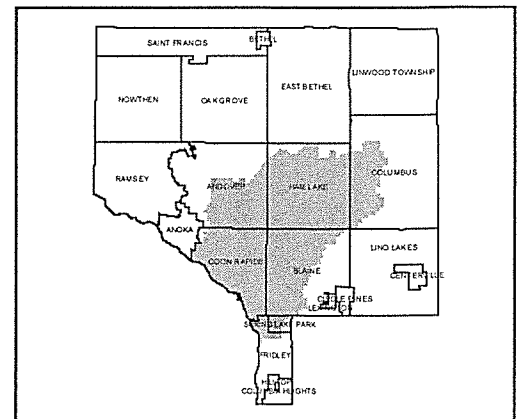 SAINT FRANCIS
BETHEL
LINWOOD TOWNSHIP
EAST BETHEL
NOWTHEN
OAK GROVE
COLUMBUS
RAMSEY
ANDOVER
HAM LAKE
ANOKA
LINO LAKES
COON RAPIDS
BLAINE
CENTERVILLE
CIRCLE PINES
LEXINGTON
SPRING LAKE PARK
FRIDLEY
HILLTOP
COLUMBIA HEIGHTS